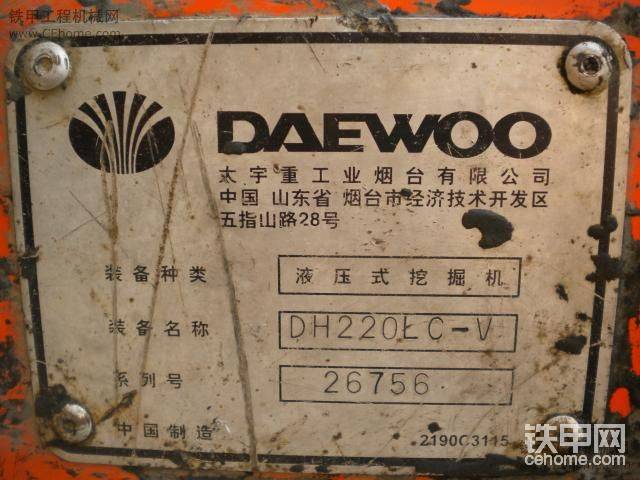 铁甲工程机械网
www.CEhome.com
DAEWOO
大宇重工业烟台有限公司
中国 山东省 烟台市经济技术开发区
五指山路28号
装备种类 液压式挖掘机
装备名称 DH220LC-V
系列号 26756
中国制造 219003115
铁甲网
cehome.com